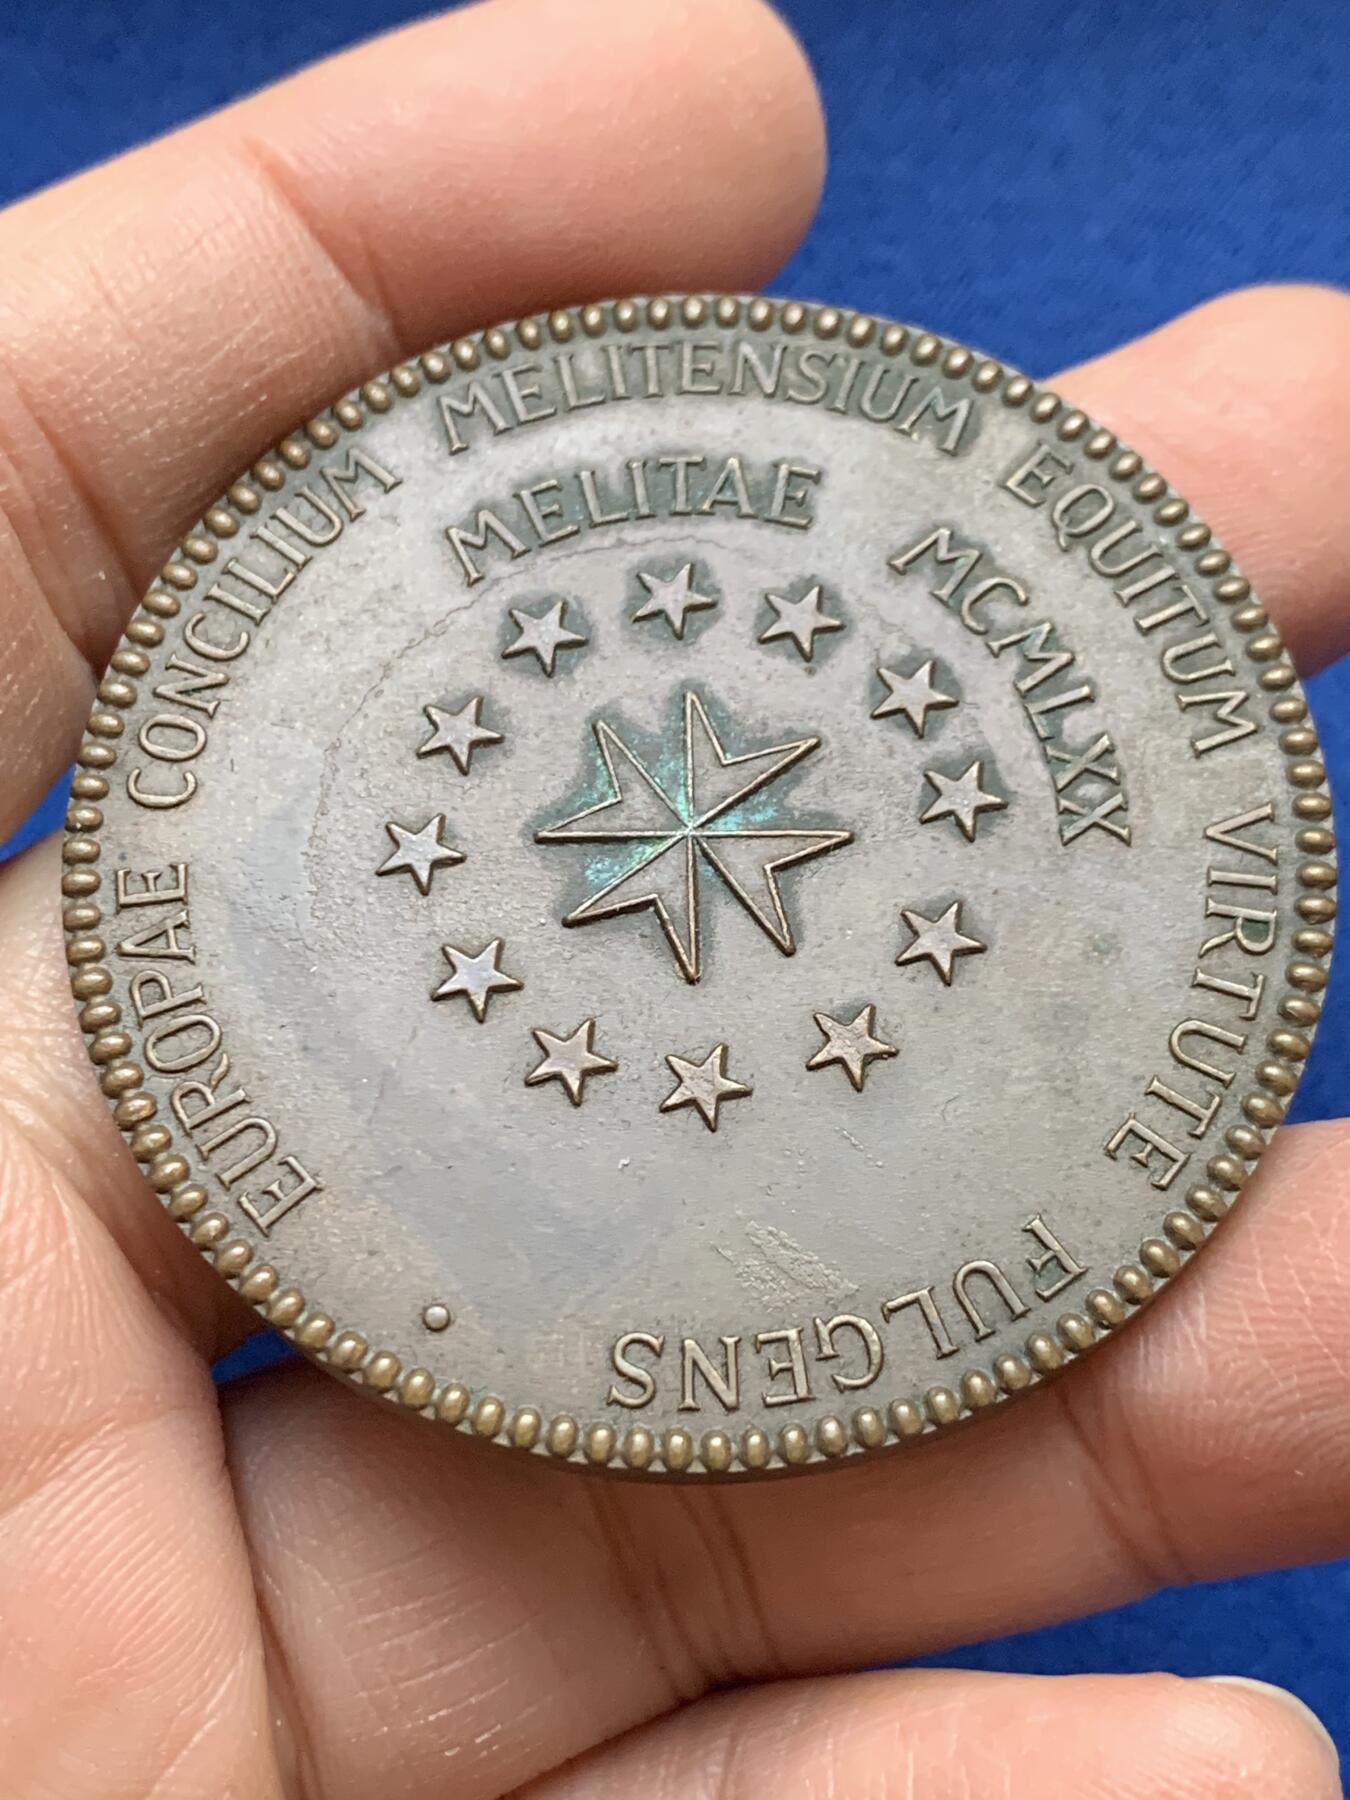 EUROPAE CONCILIUM MELITENSIUM EQUITUM VIRTUTE FULGENS
MELITAE MCMLXX